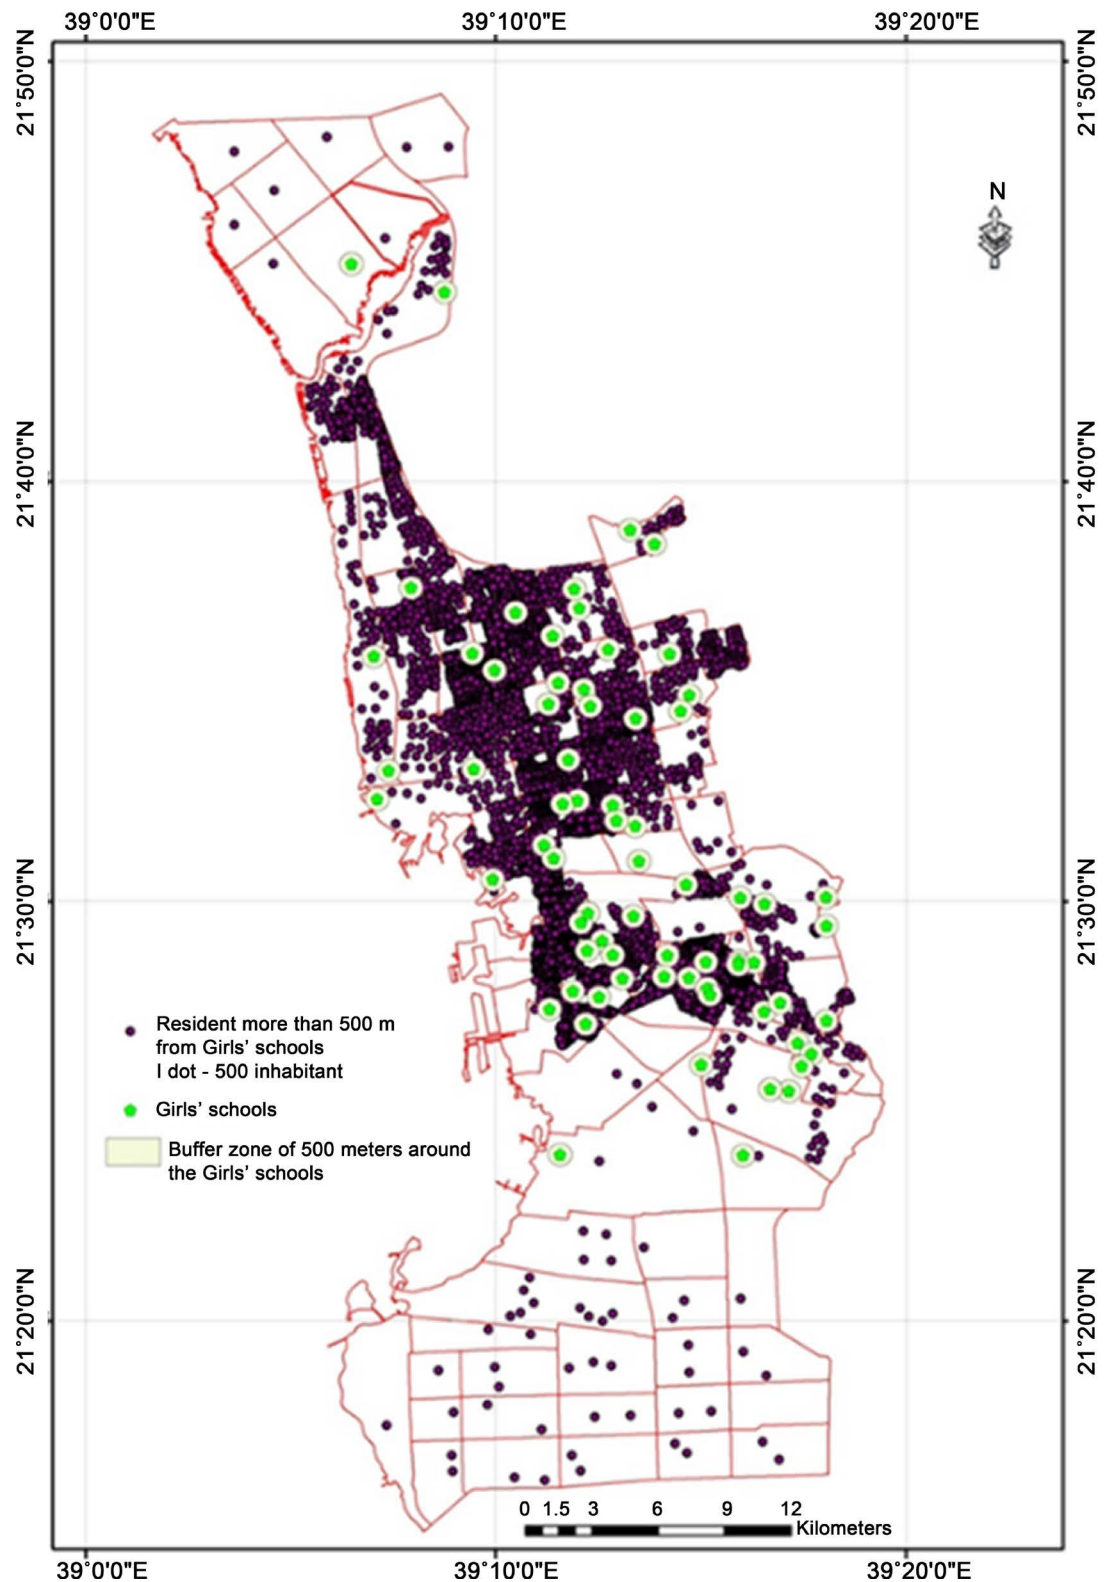 39°0'0"E
39°10'0"E
39°20'0"E
21°50'0"N
21°50'0"N
N
21°40'0"N
21°40'0"N
21°30'0"N
21°30'0"N
Resident more than 500 m
from Girls' schools
I dot - 500 inhabitant
Girls' schools
Buffer zone of 500 meters around
the Girls' schools
21°20'0"N
21°20'0"N
0 1.5 3 6 9 12
Kilometers
39°0'0"E
39°10'0"E
39°20'0"E